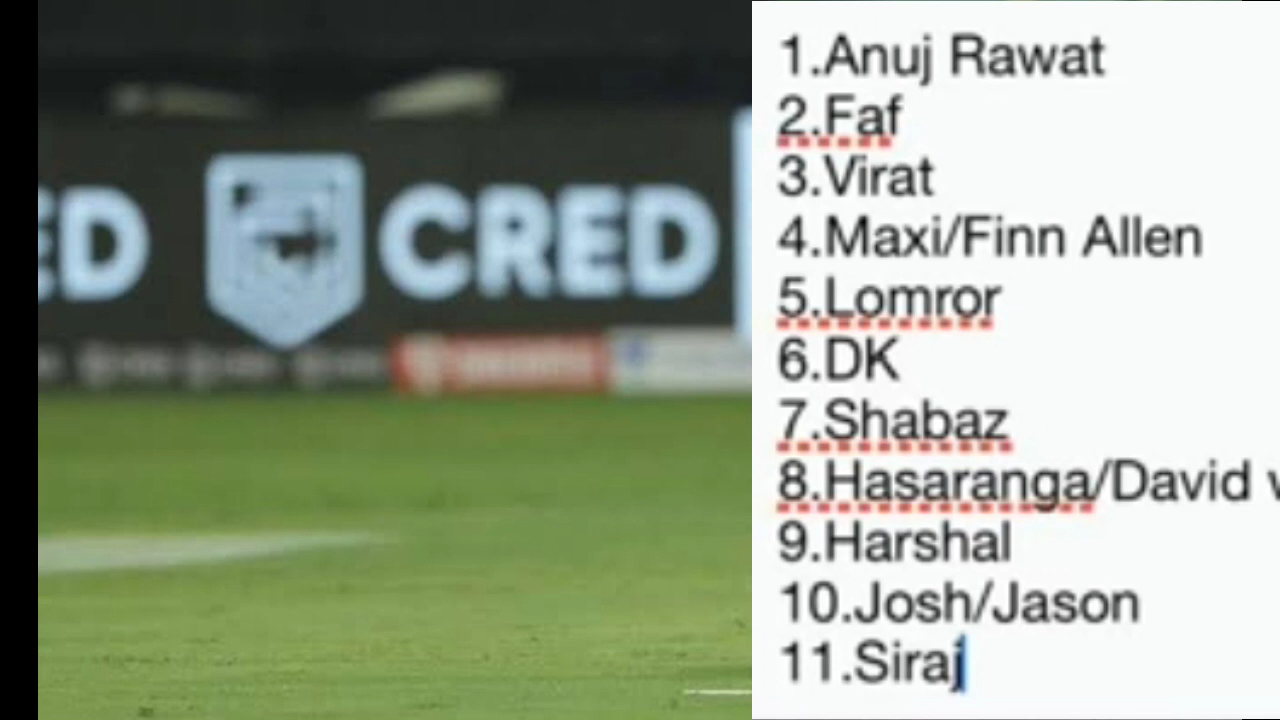 ED CRED
1.Anuj Rawat
2.Faf
3.Virat
4.Maxi/Finn Allen
5.Lomror
6.DK
7.Shabaz
8.Hasaranga/David
9.Harshal
10.Josh/Jason
11.Siraj